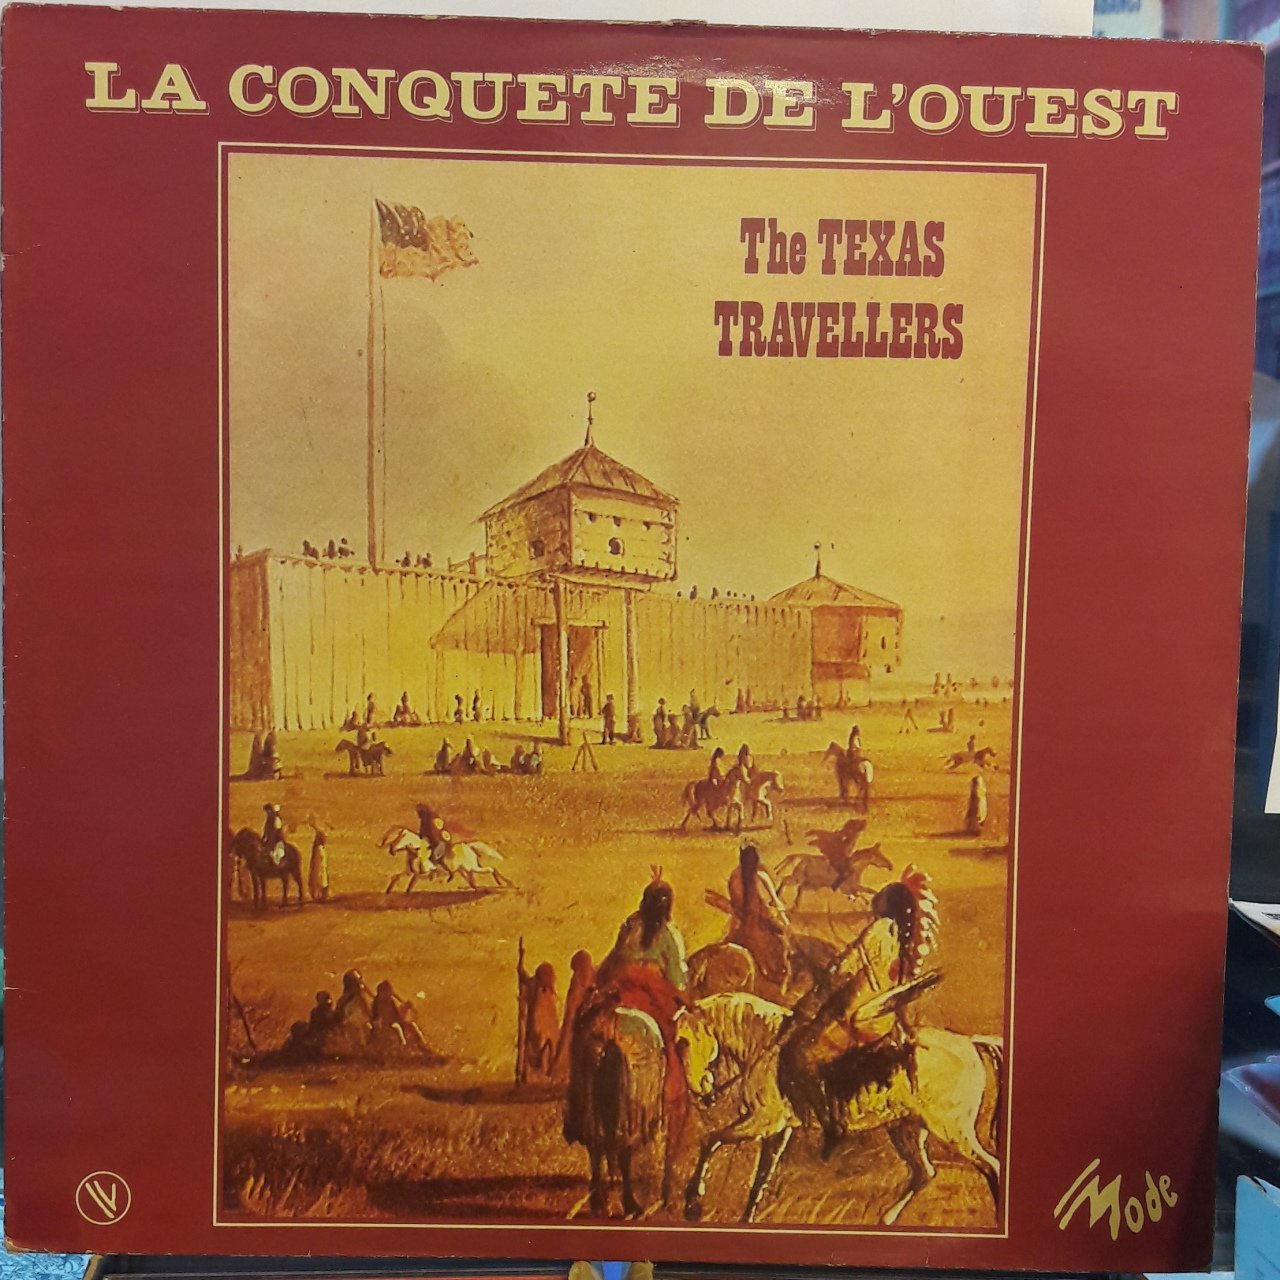 LA CONQUETE DE L'OUEST
The TEXAS
TRAVELLERS
Mode